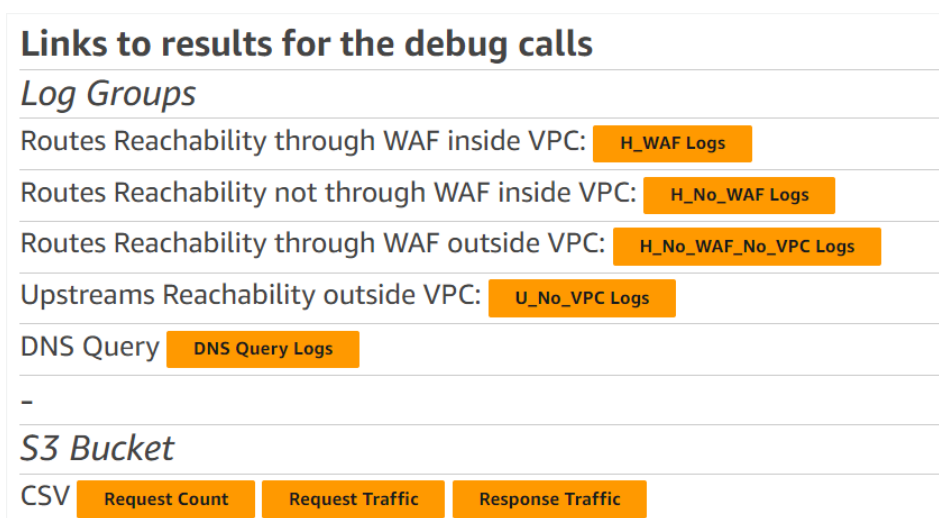 Links to results for the debug calls
Log Groups
Routes Reachability through WAF inside VPC: H_WAF Logs
Routes Reachability not through WAF inside VPC: H_No_WAF Logs
Routes Reachability through WAF outside VPC: H_No_WAF_No_VPC Logs
Upstreams Reachability outside VPC: U_No_VPC Logs
DNS Query DNS Query Logs
-
S3 Bucket
CSV Request Count Request Traffic Response Traffic